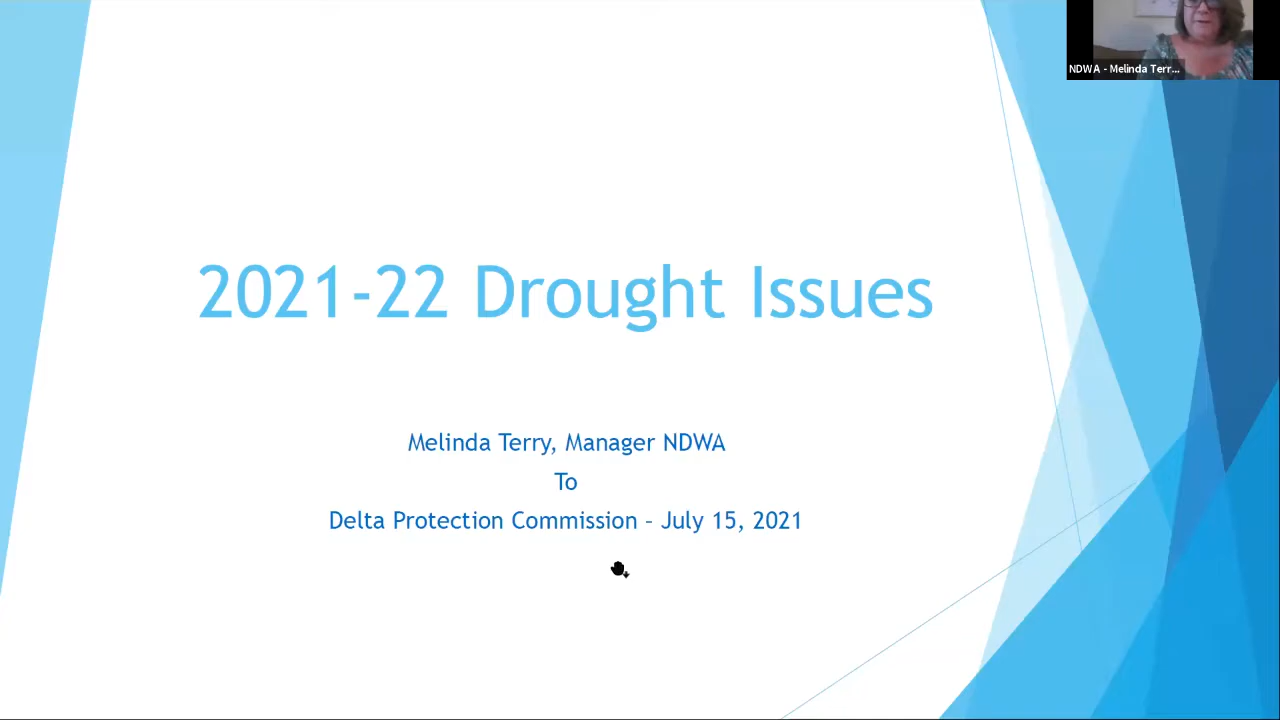 NDWA - Melinda Terr...
2021-22 Drought Issues
Melinda Terry, Manager NDWA
To
Delta Protection Commission – July 15, 2021